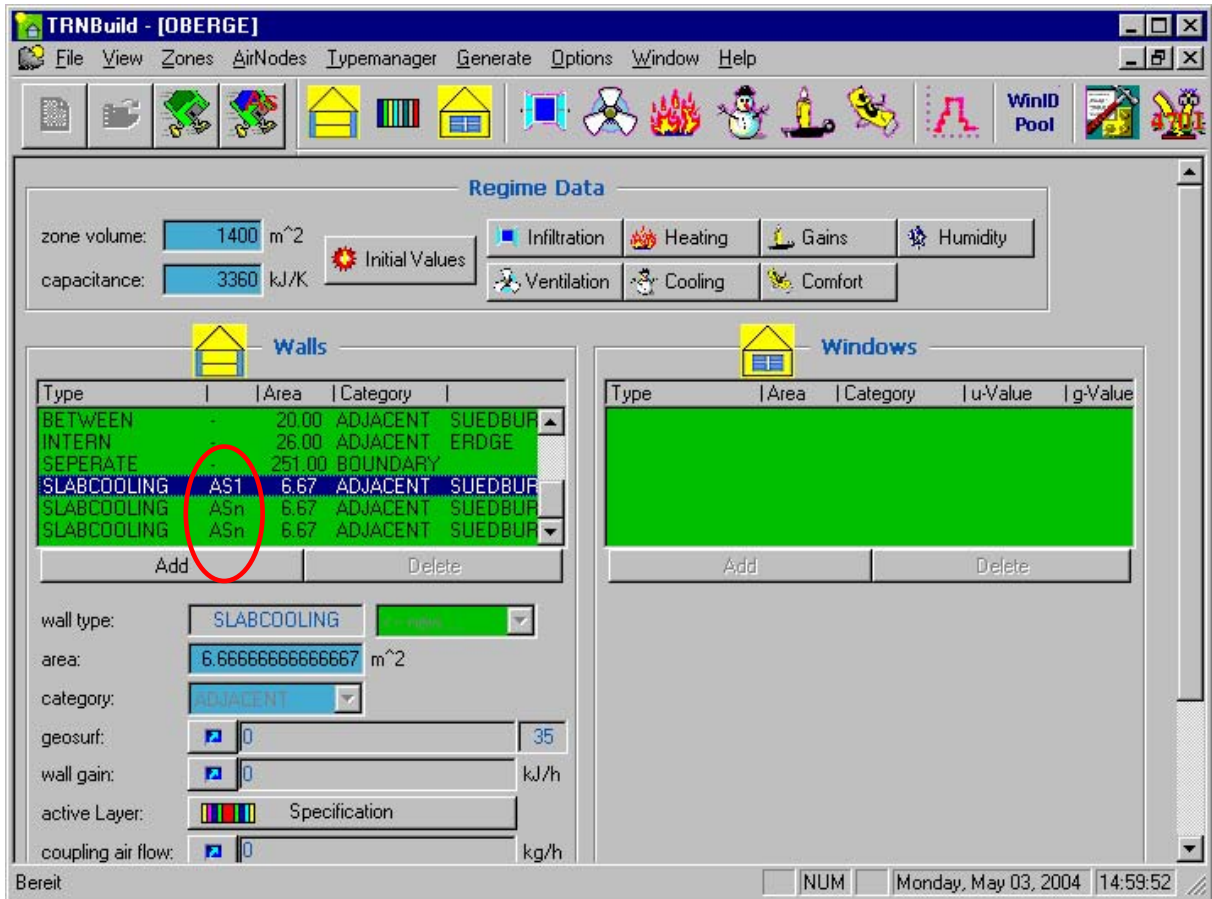 TRNBuild - [OBERGE]
File View Zones AirNodes Typemanager Generate Options Window Help
WinID
Pool
4701
Regime Data
zone volume: 1400 m^2
Initial Values
Infiltration Heating Gains Humidity
capacitance: 3360 kJ/K
Ventilation Cooling Comfort
Walls
Type | | Area | Category |
BETWEEN - 20.00 ADJACENT SUEDBUR
INTERN - 26.00 ADJACENT ERDGE
SEPERATE - 251.00 BOUNDARY
SLABCOOLING AS1 6.67 ADJACENT SUEDBUR
SLABCOOLING ASn 6.67 ADJACENT SUEDBUR
SLABCOOLING ASn 6.67 ADJACENT SUEDBUR
Add Delete
wall type: SLABCOOLING <-- new
area: 6.66666666666667 m^2
category: ADJACENT
geosurf: 0 35
wall gain: 0 kJ/h
active Layer: Specification
coupling air flow: 0 kg/h
Windows
Type | Area | Category | u-Value | g-Value
Add Delete
Bereit NUM Monday, May 03, 2004 14:59:52